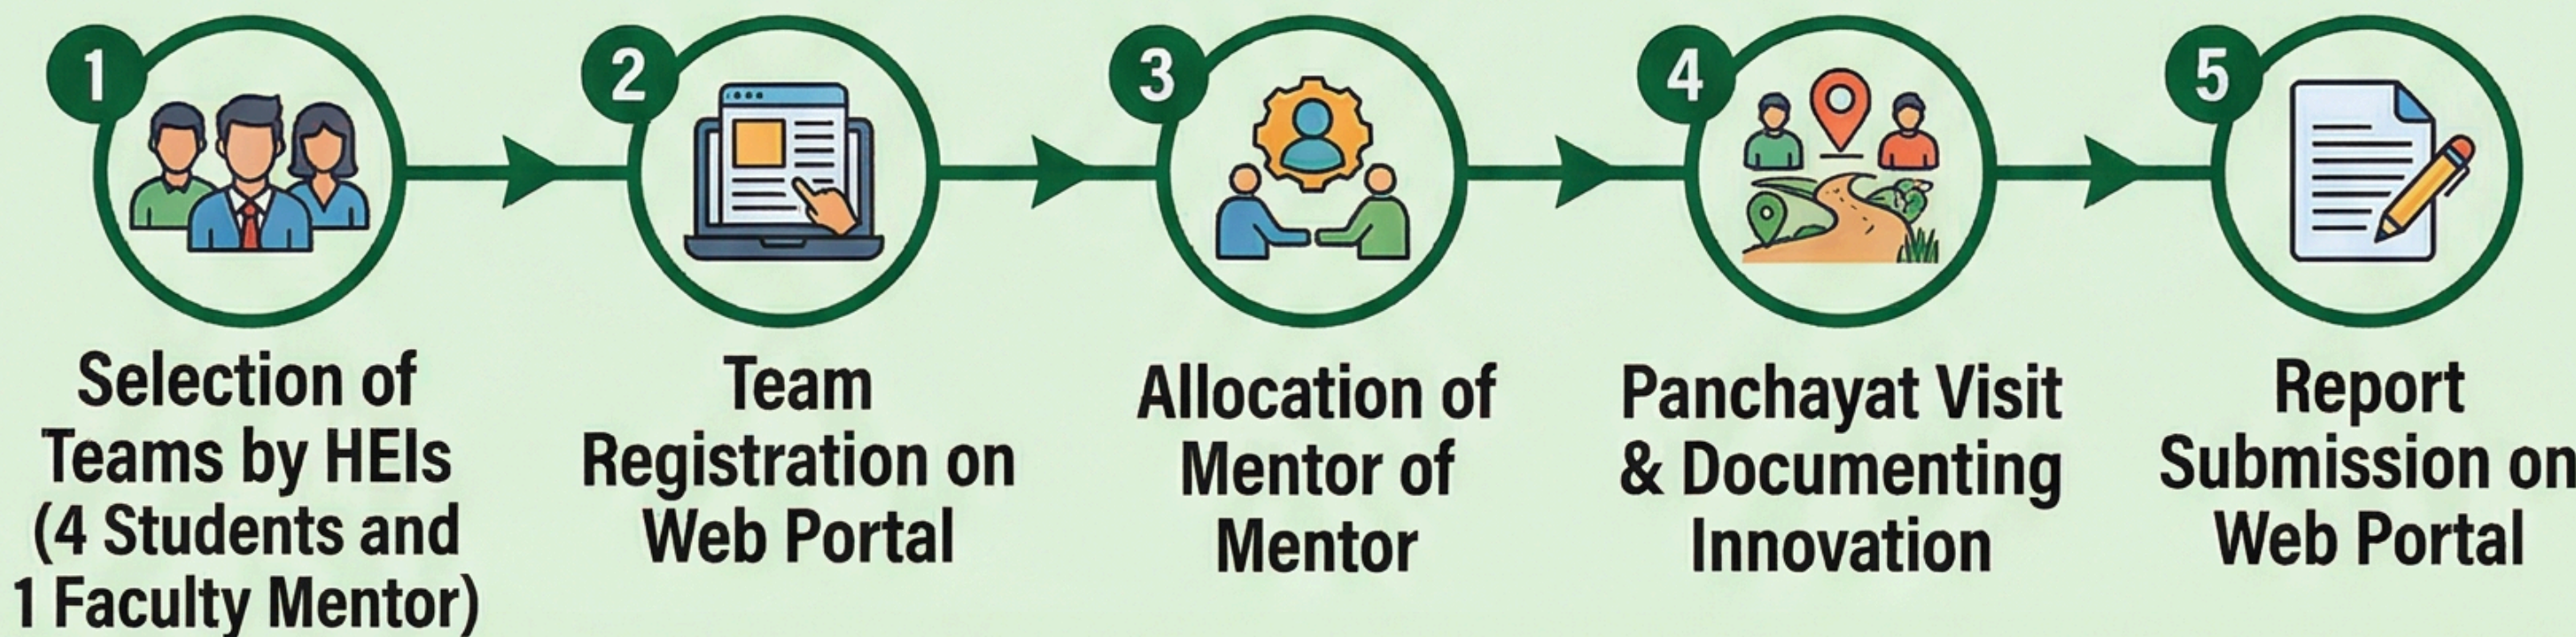 1
Selection of
Teams by HEIs
(4 Students and
1 Faculty Mentor)
2
Team
Registration on
Web Portal
3
Allocation of
Mentor of
Mentor
4
Panchayat Visit
& Documenting
Innovation
5
Report
Submission on
Web Portal